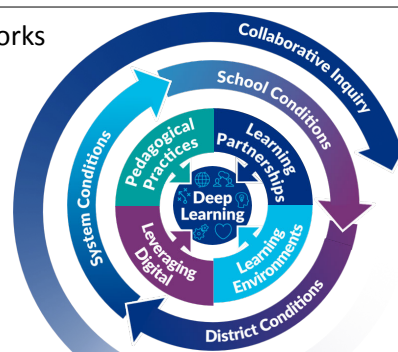 orks
Collaborative Inquiry
School Conditions
System Conditions
District Conditions
Pedagogical
Practices
Learning
Partnerships
Deep
Learning
Leveraging
Digital
Learning
Environments